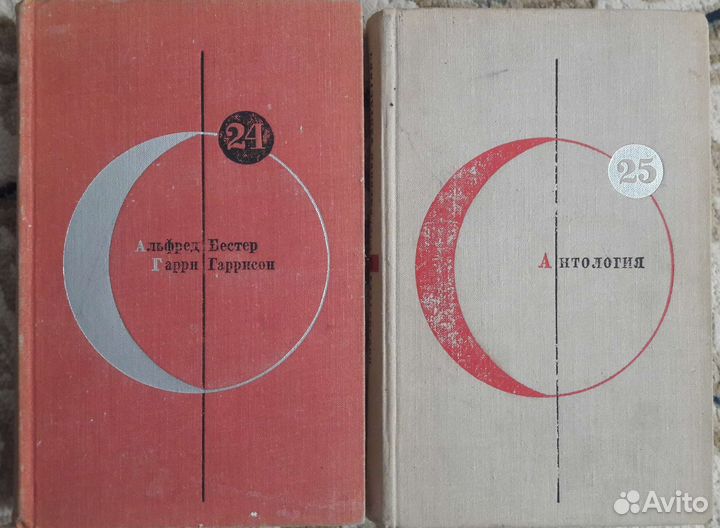 24
Альфред Бестер
Гарри Гаррисон
25
Антология
Avito